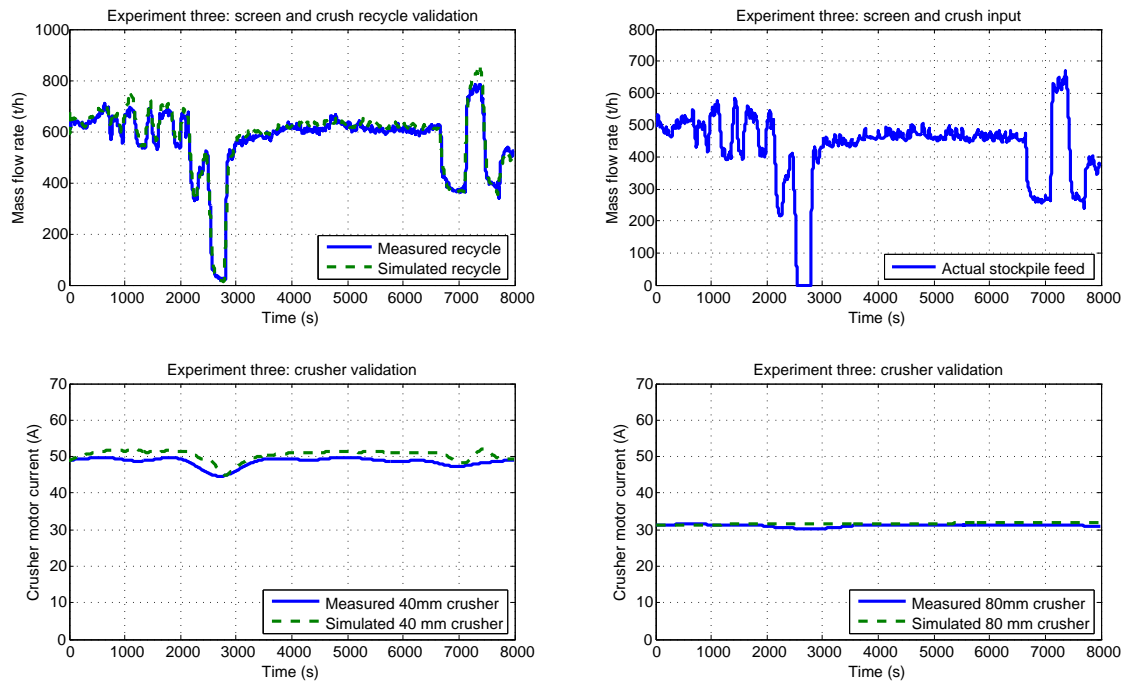 Experiment three: screen and crush recycle validation
1000
800
600
400
200
0
Mass flow rate (t/h)
Measured recycle
Simulated recycle
0 1000 2000 3000 4000 5000 6000 7000 8000
Time (s)
Experiment three: screen and crush input
800
700
600
500
400
300
200
100
0
Mass flow rate (t/h)
Actual stockpile feed
0 1000 2000 3000 4000 5000 6000 7000 8000
Time (s)
Experiment three: crusher validation
70
60
50
40
30
20
10
0
Crusher motor current (A)
Measured 40mm crusher
Simulated 40 mm crusher
0 1000 2000 3000 4000 5000 6000 7000 8000
Time (s)
Experiment three: crusher validation
70
60
50
40
30
20
10
0
Crusher motor current (A)
Measured 80mm crusher
Simulated 80 mm crusher
0 1000 2000 3000 4000 5000 6000 7000 8000
Time (s)